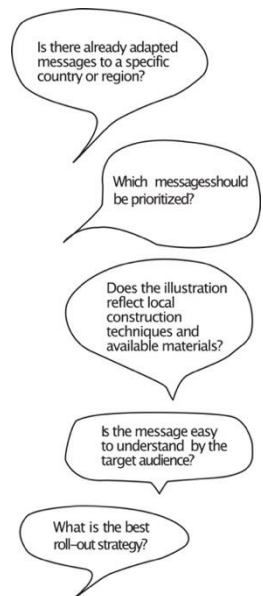 Is there already adapted
messages to a specific
country or region?
Which messagesshould
be prioritized?
Does the illustration
reflect local
construction
techniques and
available materials?
Is the message easy
to understand by the
target audience?
What is the best
roll-out strategy?